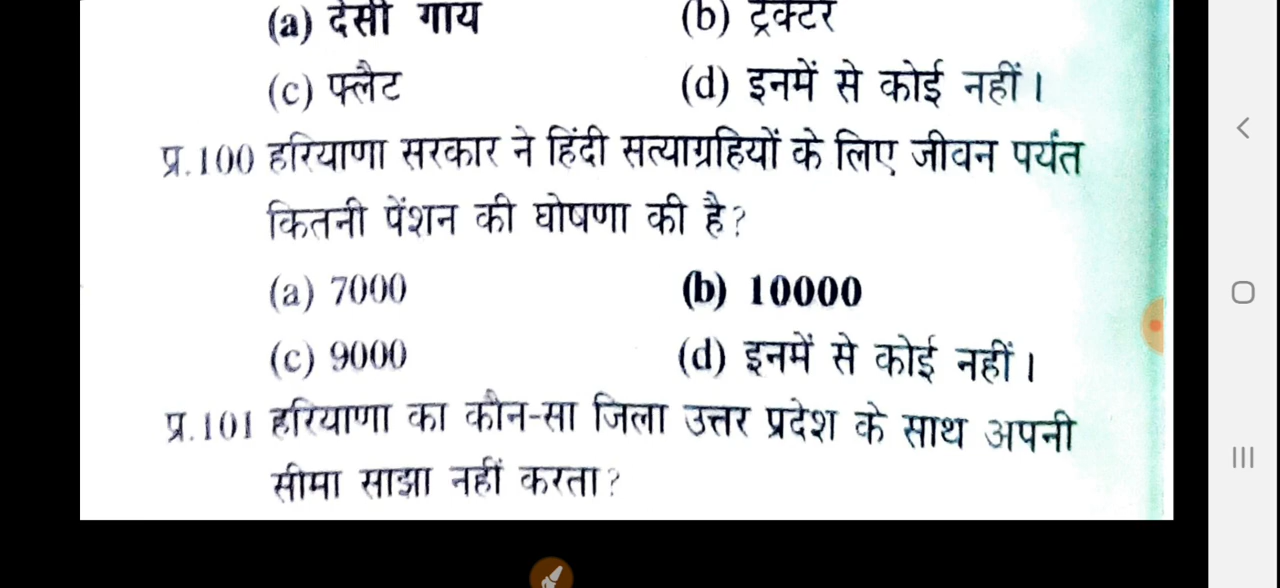 (a) देसी गाय (b) ट्रैक्टर
(c) फ्लैट (d) इनमें से कोई नहीं।
प्र.100 हरियाणा सरकार ने हिंदी सत्याग्रहियों के लिए जीवन पर्यंत
कितनी पेंशन की घोषणा की है?
(a) 7000 (b) 10000
(c) 9000 (d) इनमें से कोई नहीं।
प्र.101 हरियाणा का कौन-सा जिला उत्तर प्रदेश के साथ अपनी
सीमा साझा नहीं करता?